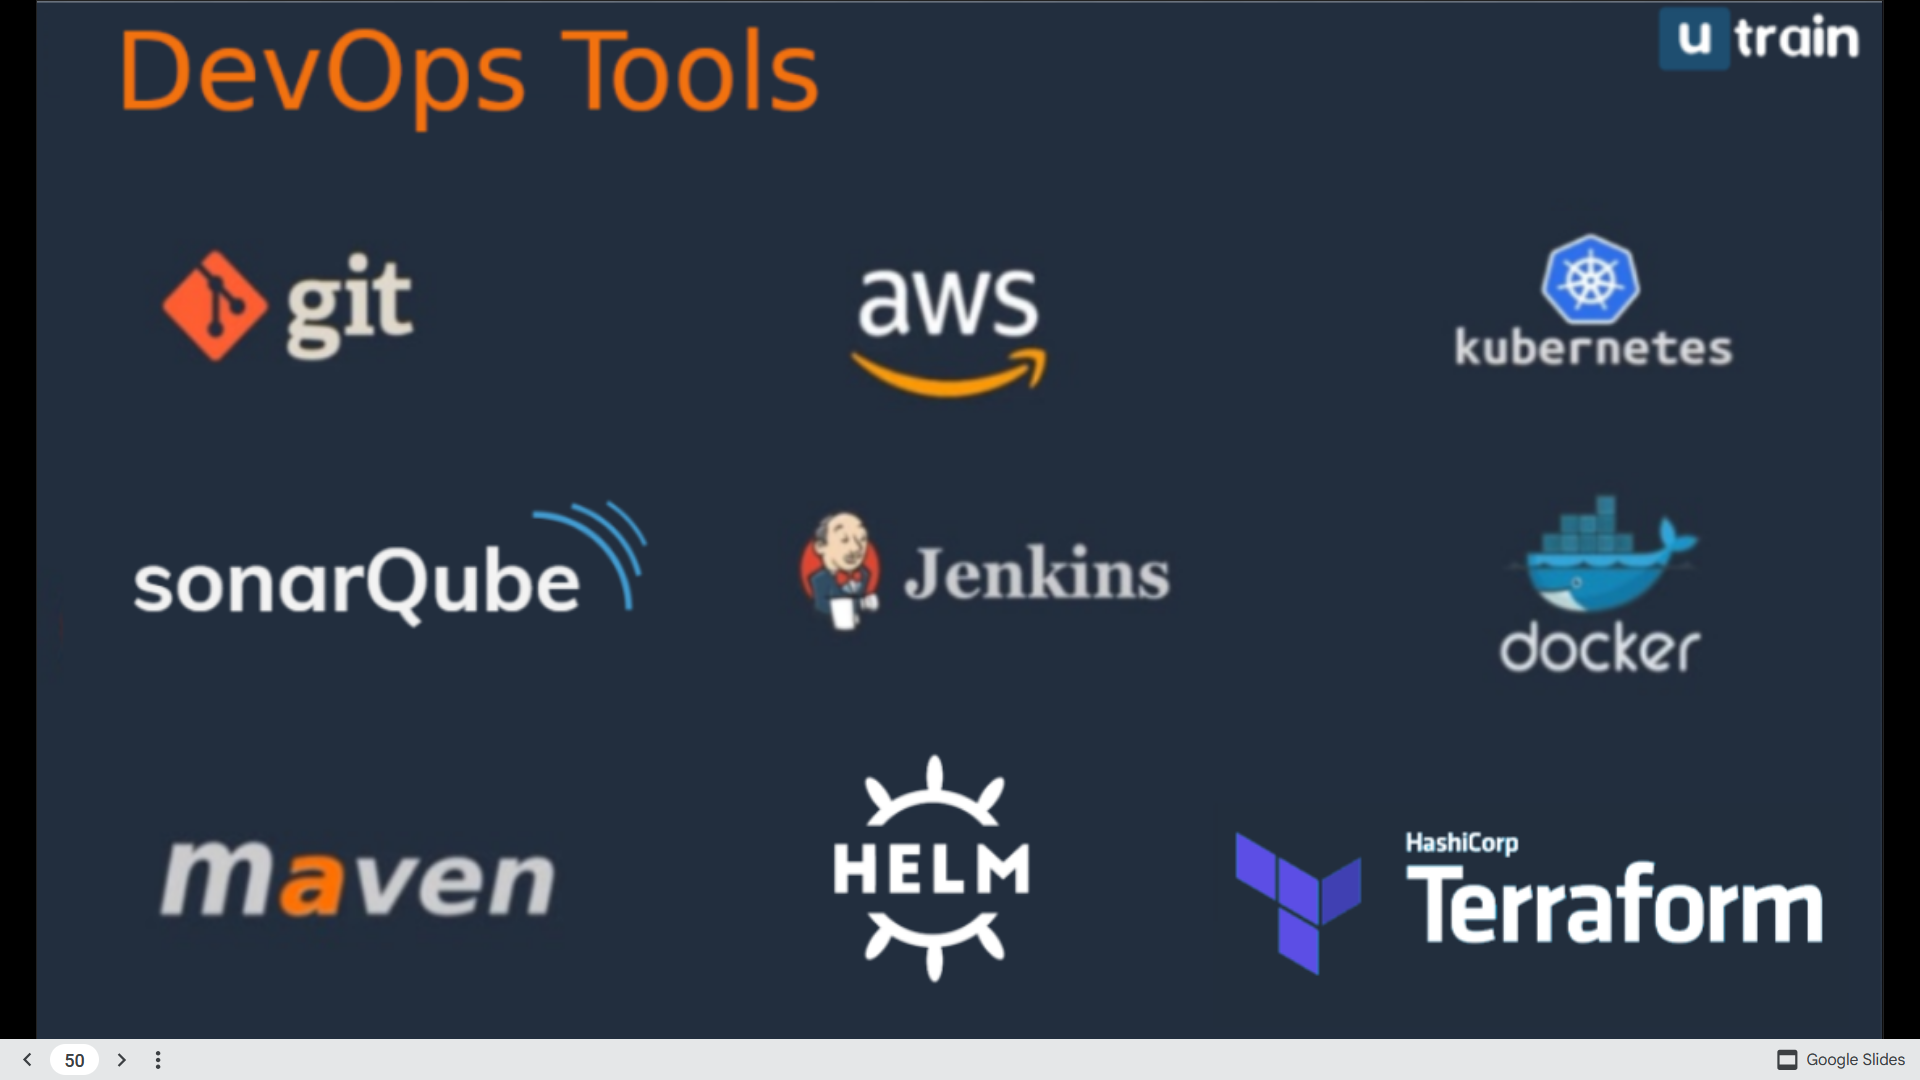 DevOps Tools
u train
git
aws
kubernetes
sonarQube
Jenkins
docker
maven
HELM
HashiCorp
Terraform
50
Google Slides